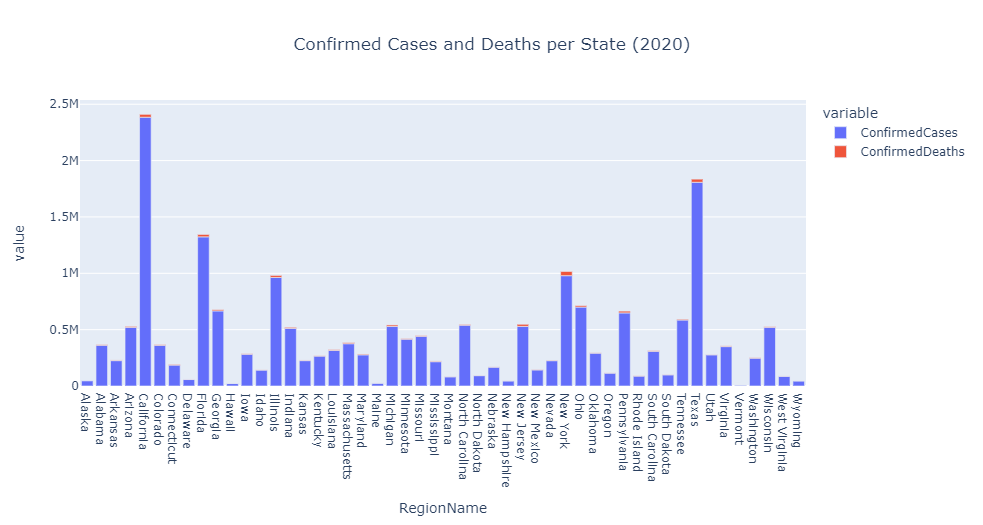 Confirmed Cases and Deaths per State (2020)
variable
ConfirmedCases
ConfirmedDeaths
value
2.5M
2M
1.5M
1M
0.5M
0
Alaska
Alabama
Arkansas
Arizona
California
Colorado
Connecticut
Delaware
Florida
Georgia
Hawaii
Iowa
Idaho
Illinois
Indiana
Kansas
Kentucky
Louisiana
Massachusetts
Maryland
Maine
Michigan
Minnesota
Missouri
Mississippi
Montana
North Carolina
North Dakota
Nebraska
New Hampshire
New Jersey
New Mexico
Nevada
New York
Ohio
Oklahoma
Oregon
Pennsylvania
Rhode Island
South Carolina
South Dakota
Tennessee
Texas
Utah
Virginia
Vermont
Washington
Wisconsin
West Virginia
Wyoming
RegionName